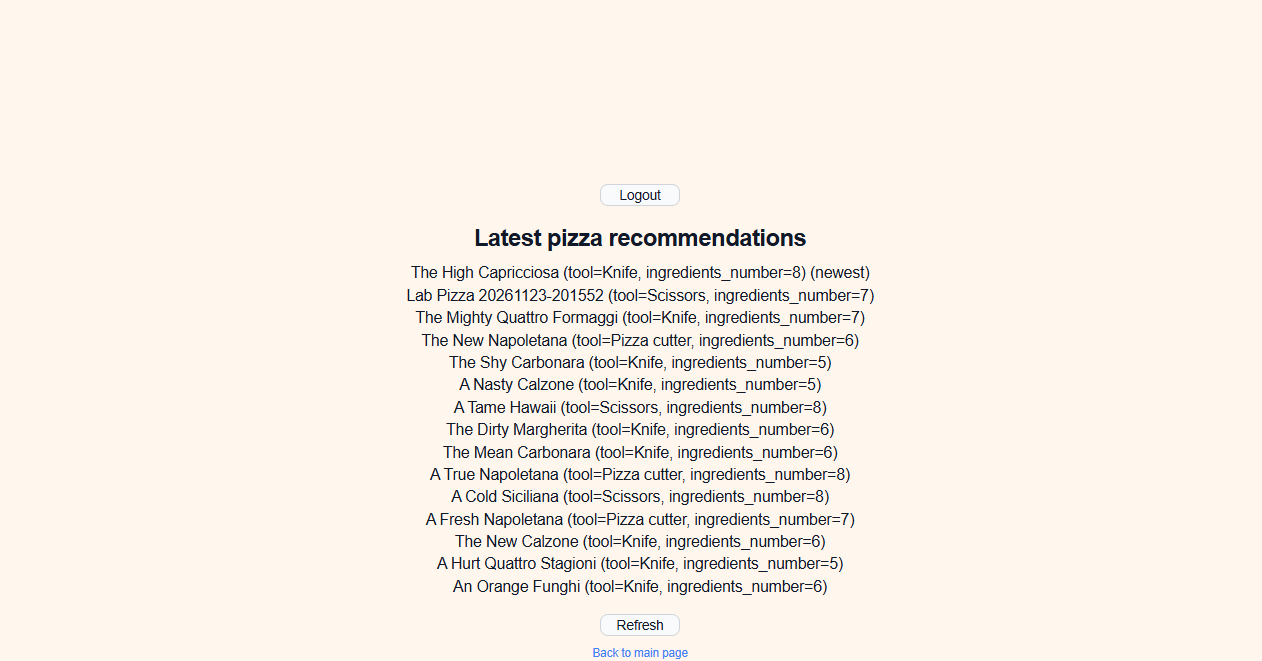 Logout
Latest pizza recommendations
The High Capricciosa (tool=Knife, ingredients_number=8) (newest)
Lab Pizza 20261123-201552 (tool=Scissors, ingredients_number=7)
The Mighty Quattro Formaggi (tool=Knife, ingredients_number=7)
The New Napoletana (tool=Pizza cutter, ingredients_number=6)
The Shy Carbonara (tool=Knife, ingredients_number=5)
A Nasty Calzone (tool=Knife, ingredients_number=5)
A Tame Hawaii (tool=Scissors, ingredients_number=8)
The Dirty Margherita (tool=Knife, ingredients_number=6)
The Mean Carbonara (tool=Knife, ingredients_number=6)
A True Napoletana (tool=Pizza cutter, ingredients_number=8)
A Cold Siciliana (tool=Scissors, ingredients_number=8)
A Fresh Napoletana (tool=Pizza cutter, ingredients_number=7)
The New Calzone (tool=Knife, ingredients_number=6)
A Hurt Quattro Stagioni (tool=Knife, ingredients_number=5)
An Orange Funghi (tool=Knife, ingredients_number=6)
Refresh
Back to main page